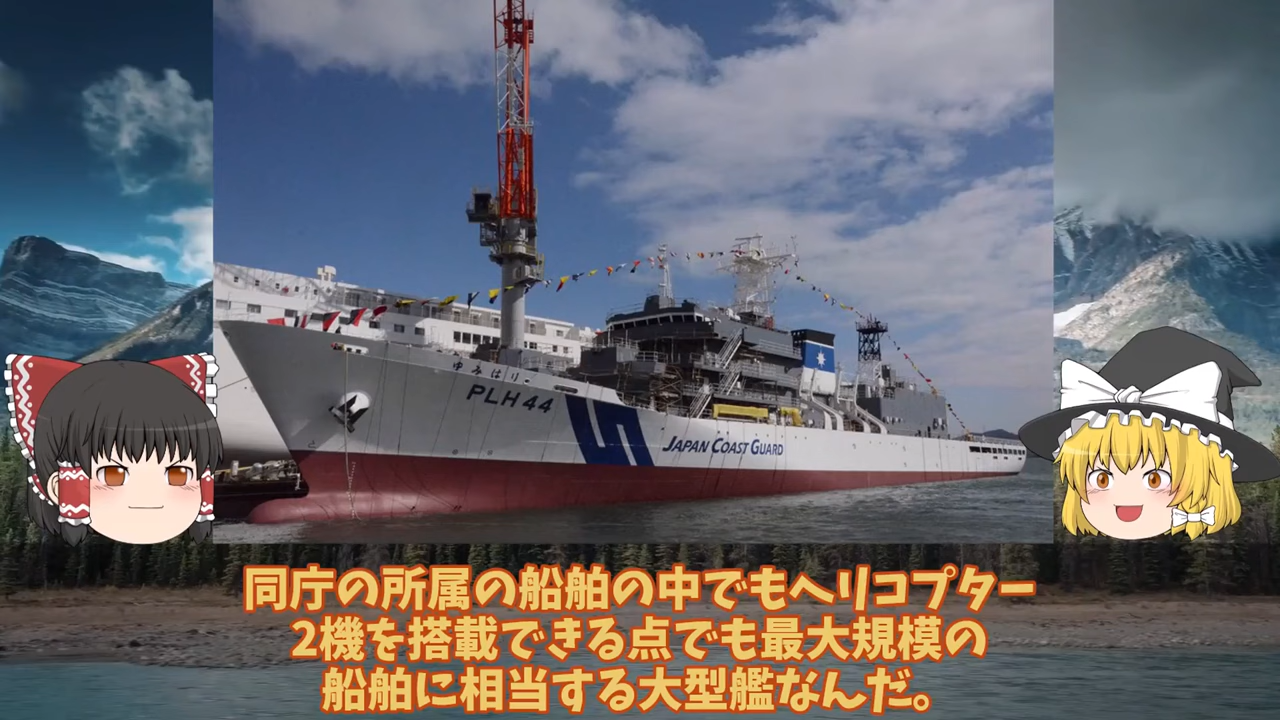 ゆみはり
PLH44
JAPAN COAST GUARD
同庁の所属の船舶の中でもヘリコプター
2機を搭載できる点でも最大規模の
船舶に相当する大型艦なんだ。